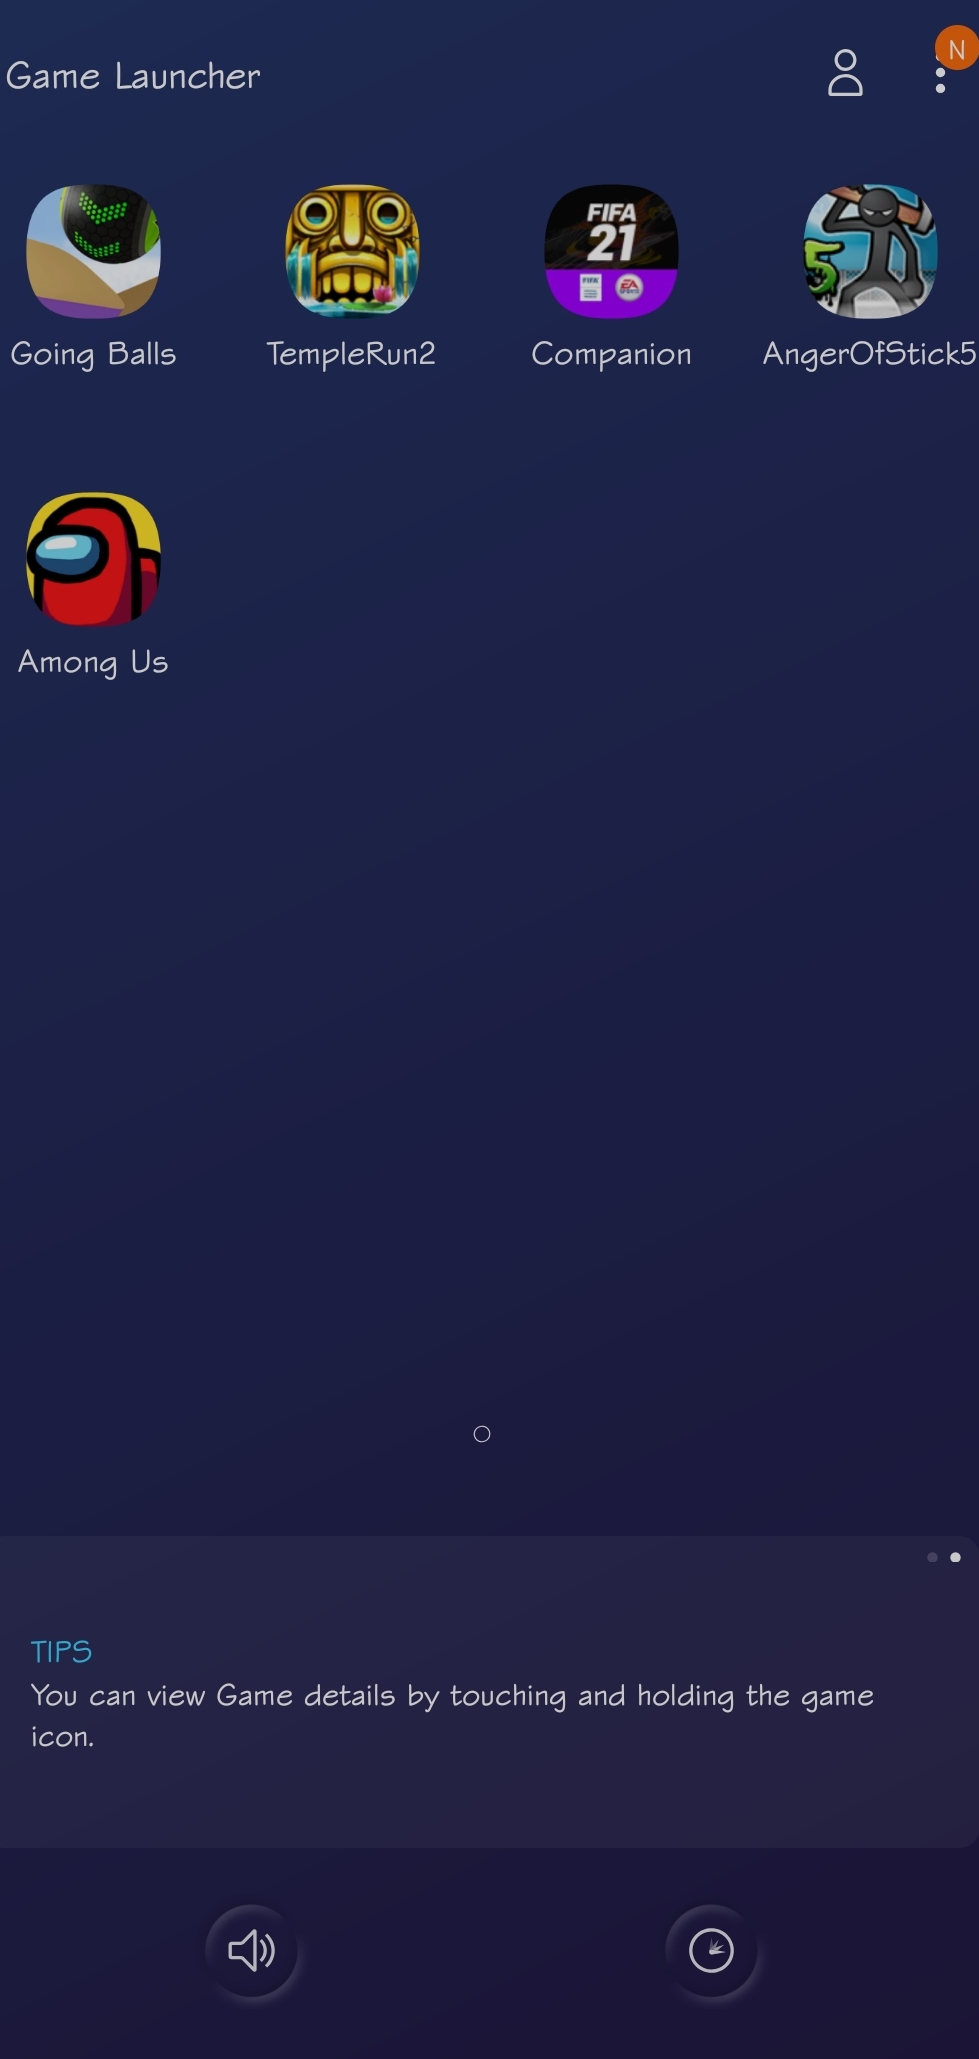 Game Launcher
N
FIFA
21
5
Going Balls
TempleRun2
Companion
AngerOfStick5
Among Us
TIPS
You can view Game details by touching and holding the game
icon.